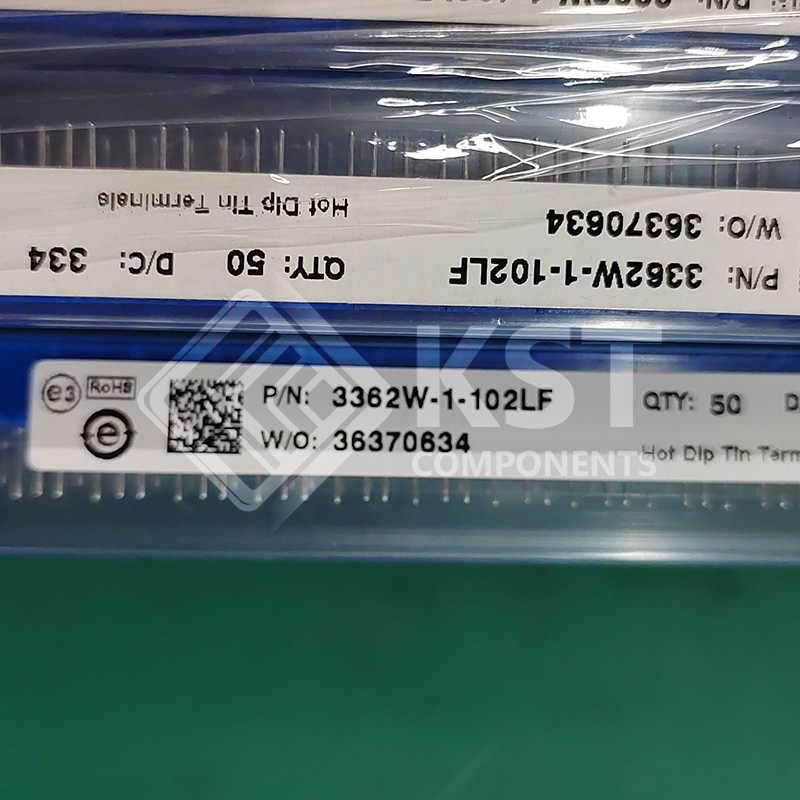 W/O: 36370634
Hot Dip Tin Terminals
P/N: 3362W-1-102LF QTY: 50 D/C: 334
KST
COMPONENTS
e3 RoHS
e
P/N: 3362W-1-102LF QTY: 50 D
W/O: 36370634 Hot Dip Tin Term